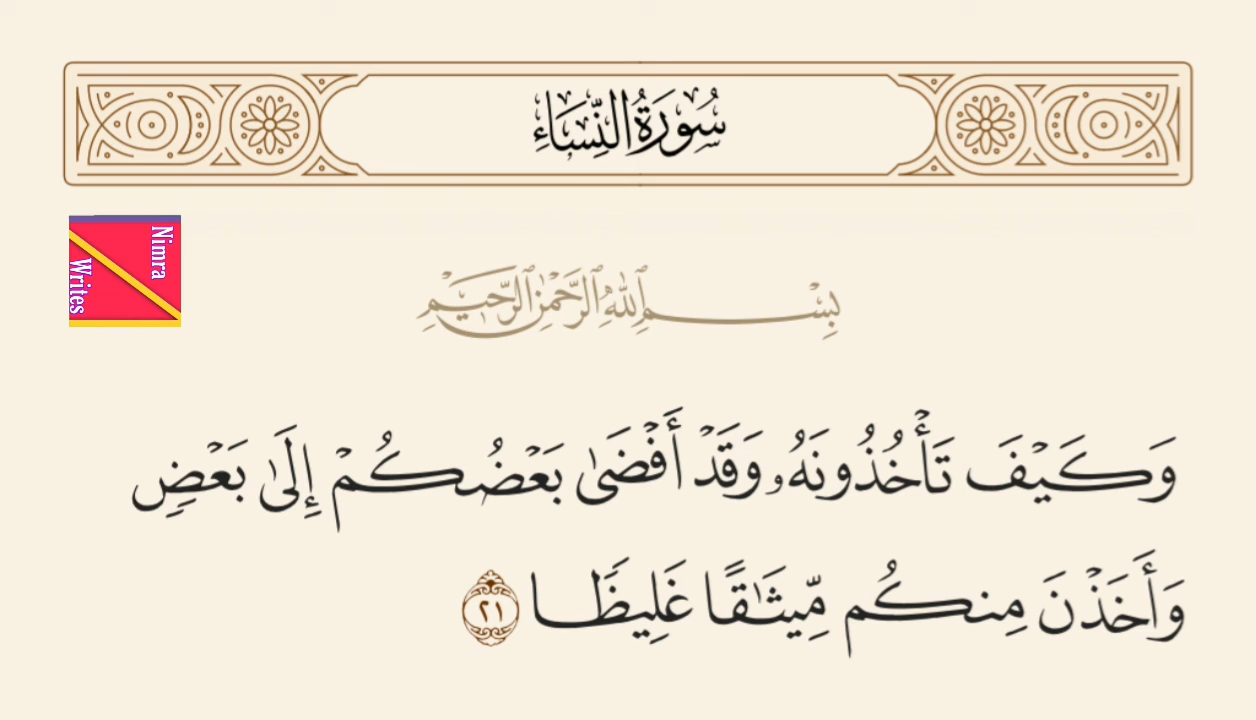 سُورَةُ النِّسَاءِ
Nimra
Writes
بِسْمِ ٱللَّهِ ٱلرَّحْمَٰنِ ٱلرَّحِيمِ
وَكَيْفَ تَأْخُذُونَهُۥ وَقَدْ أَفْضَىٰ بَعْضُكُمْ إِلَىٰ بَعْضٍ
وَأَخَذْنَ مِنكُم مِّيثَٰقًا غَلِيظًا ٢١